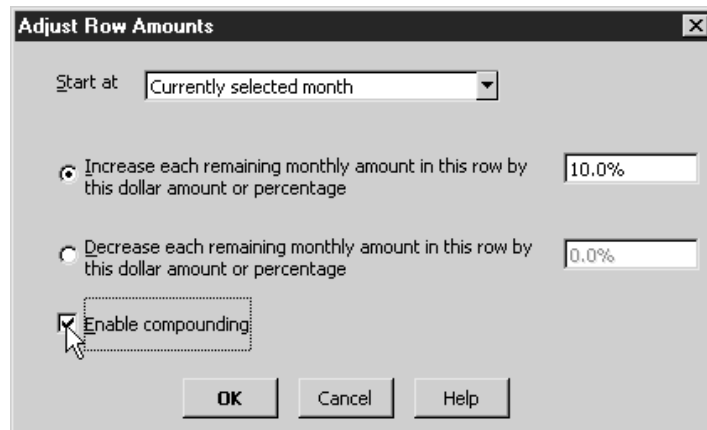 Adjust Row Amounts
Start at
Currently selected month
Increase each remaining monthly amount in this row by
this dollar amount or percentage
10.0%
Decrease each remaining monthly amount in this row by
this dollar amount or percentage
0.0%
Enable compounding
OK
Cancel
Help